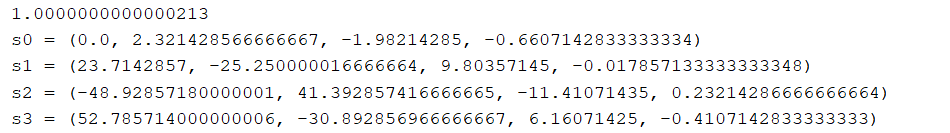 1.0000000000000213
s0 = (0.0, 2.321428566666667, -1.98214285, -0.6607142833333334)
s1 = (23.7142857, -25.250000016666664, 9.80357145, -0.017857133333333348)
s2 = (-48.92857180000001, 41.392857416666665, -11.41071435, 0.23214286666666664)
s3 = (52.785714000000006, -30.892856966666667, 6.16071425, -0.4107142833333333)